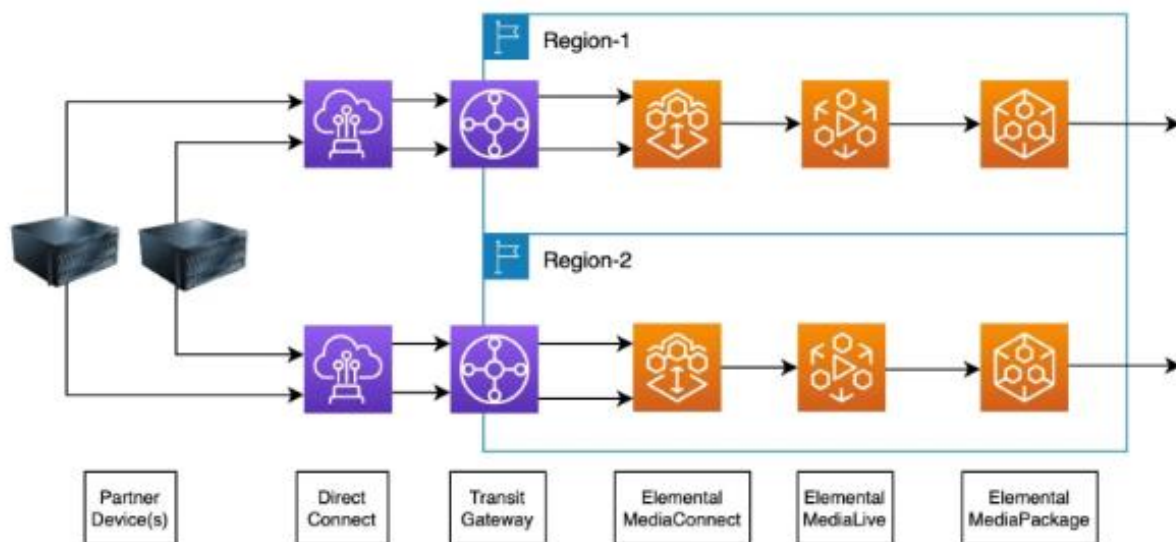 Region-1
Region-2
Partner
Device(s)
Direct
Connect
Transit
Gateway
Elemental
MediaConnect
Elemental
MediaLive
Elemental
MediaPackage